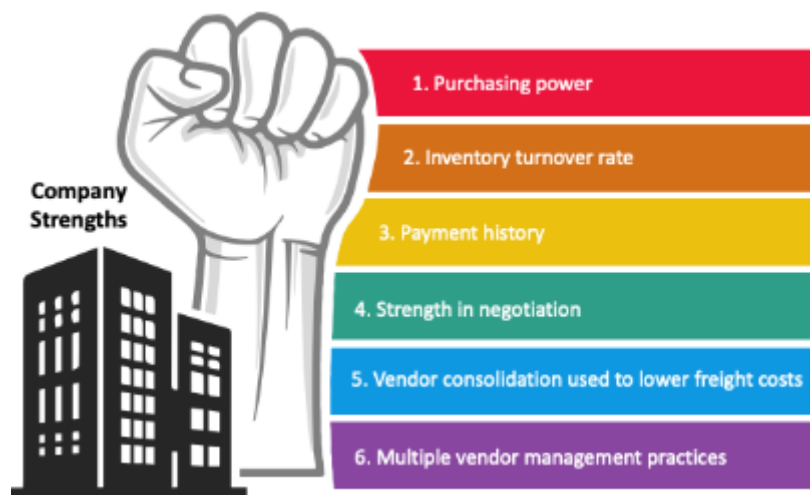 Company
Strengths
1. Purchasing power
2. Inventory turnover rate
3. Payment history
4. Strength in negotiation
5. Vendor consolidation used to lower freight costs
6. Multiple vendor management practices